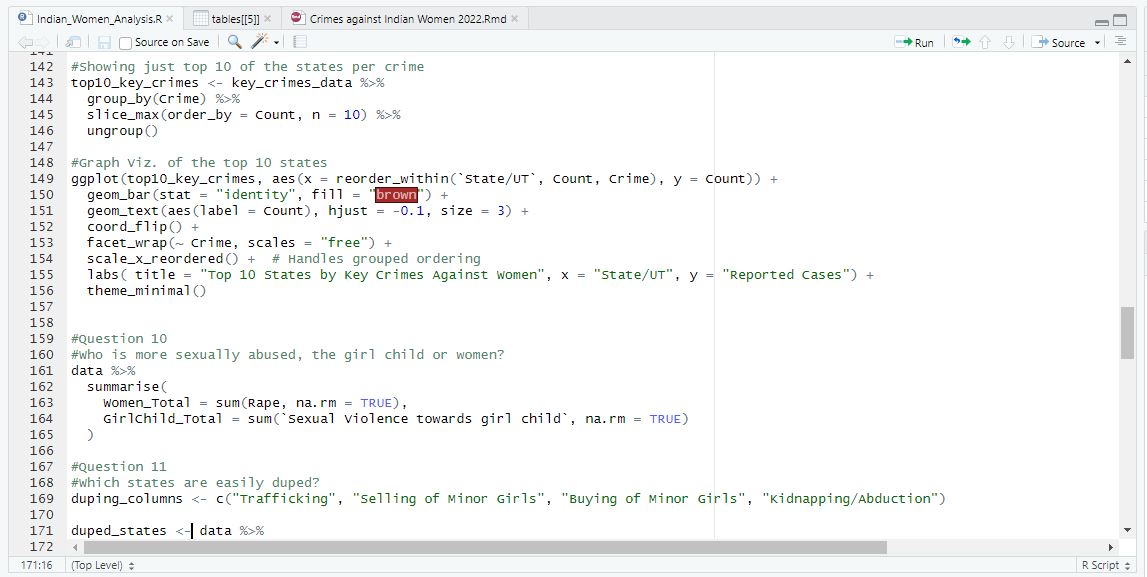 Indian_Women_Analysis.R × tables[[5]] × Crimes against Indian Women 2022.Rmd ×
Source on Save Run Source
141
142 #Showing just top 10 of the states per crime
143 top10_key_crimes <- key_crimes_data %>%
144   group_by(Crime) %>%
145   slice_max(order_by = Count, n = 10) %>%
146   ungroup()
147
148 #Graph Viz. of the top 10 states
149 ggplot(top10_key_crimes, aes(x = reorder_within(`State/UT`, Count, Crime), y = Count)) +
150   geom_bar(stat = "identity", fill = "brown") +
151   geom_text(aes(label = Count), hjust = -0.1, size = 3) +
152   coord_flip() +
153   facet_wrap(~ Crime, scales = "free") +
154   scale_x_reordered() +  # Handles grouped ordering
155   labs( title = "Top 10 States by Key Crimes Against Women", x = "State/UT", y = "Reported Cases") +
156   theme_minimal()
157
158
159 #Question 10
160 #Who is more sexually abused, the girl child or women?
161 data %>%
162   summarise(
163     Women_Total = sum(Rape, na.rm = TRUE),
164     GirlChild_Total = sum(`Sexual Violence towards girl child`, na.rm = TRUE)
165   )
166
167 #Question 11
168 #Which states are easily duped?
169 duping_columns <- c("Trafficking", "Selling of Minor Girls", "Buying of Minor Girls", "Kidnapping/Abduction")
170
171 duped_states <- data %>%
172
171:16 (Top Level) R Script